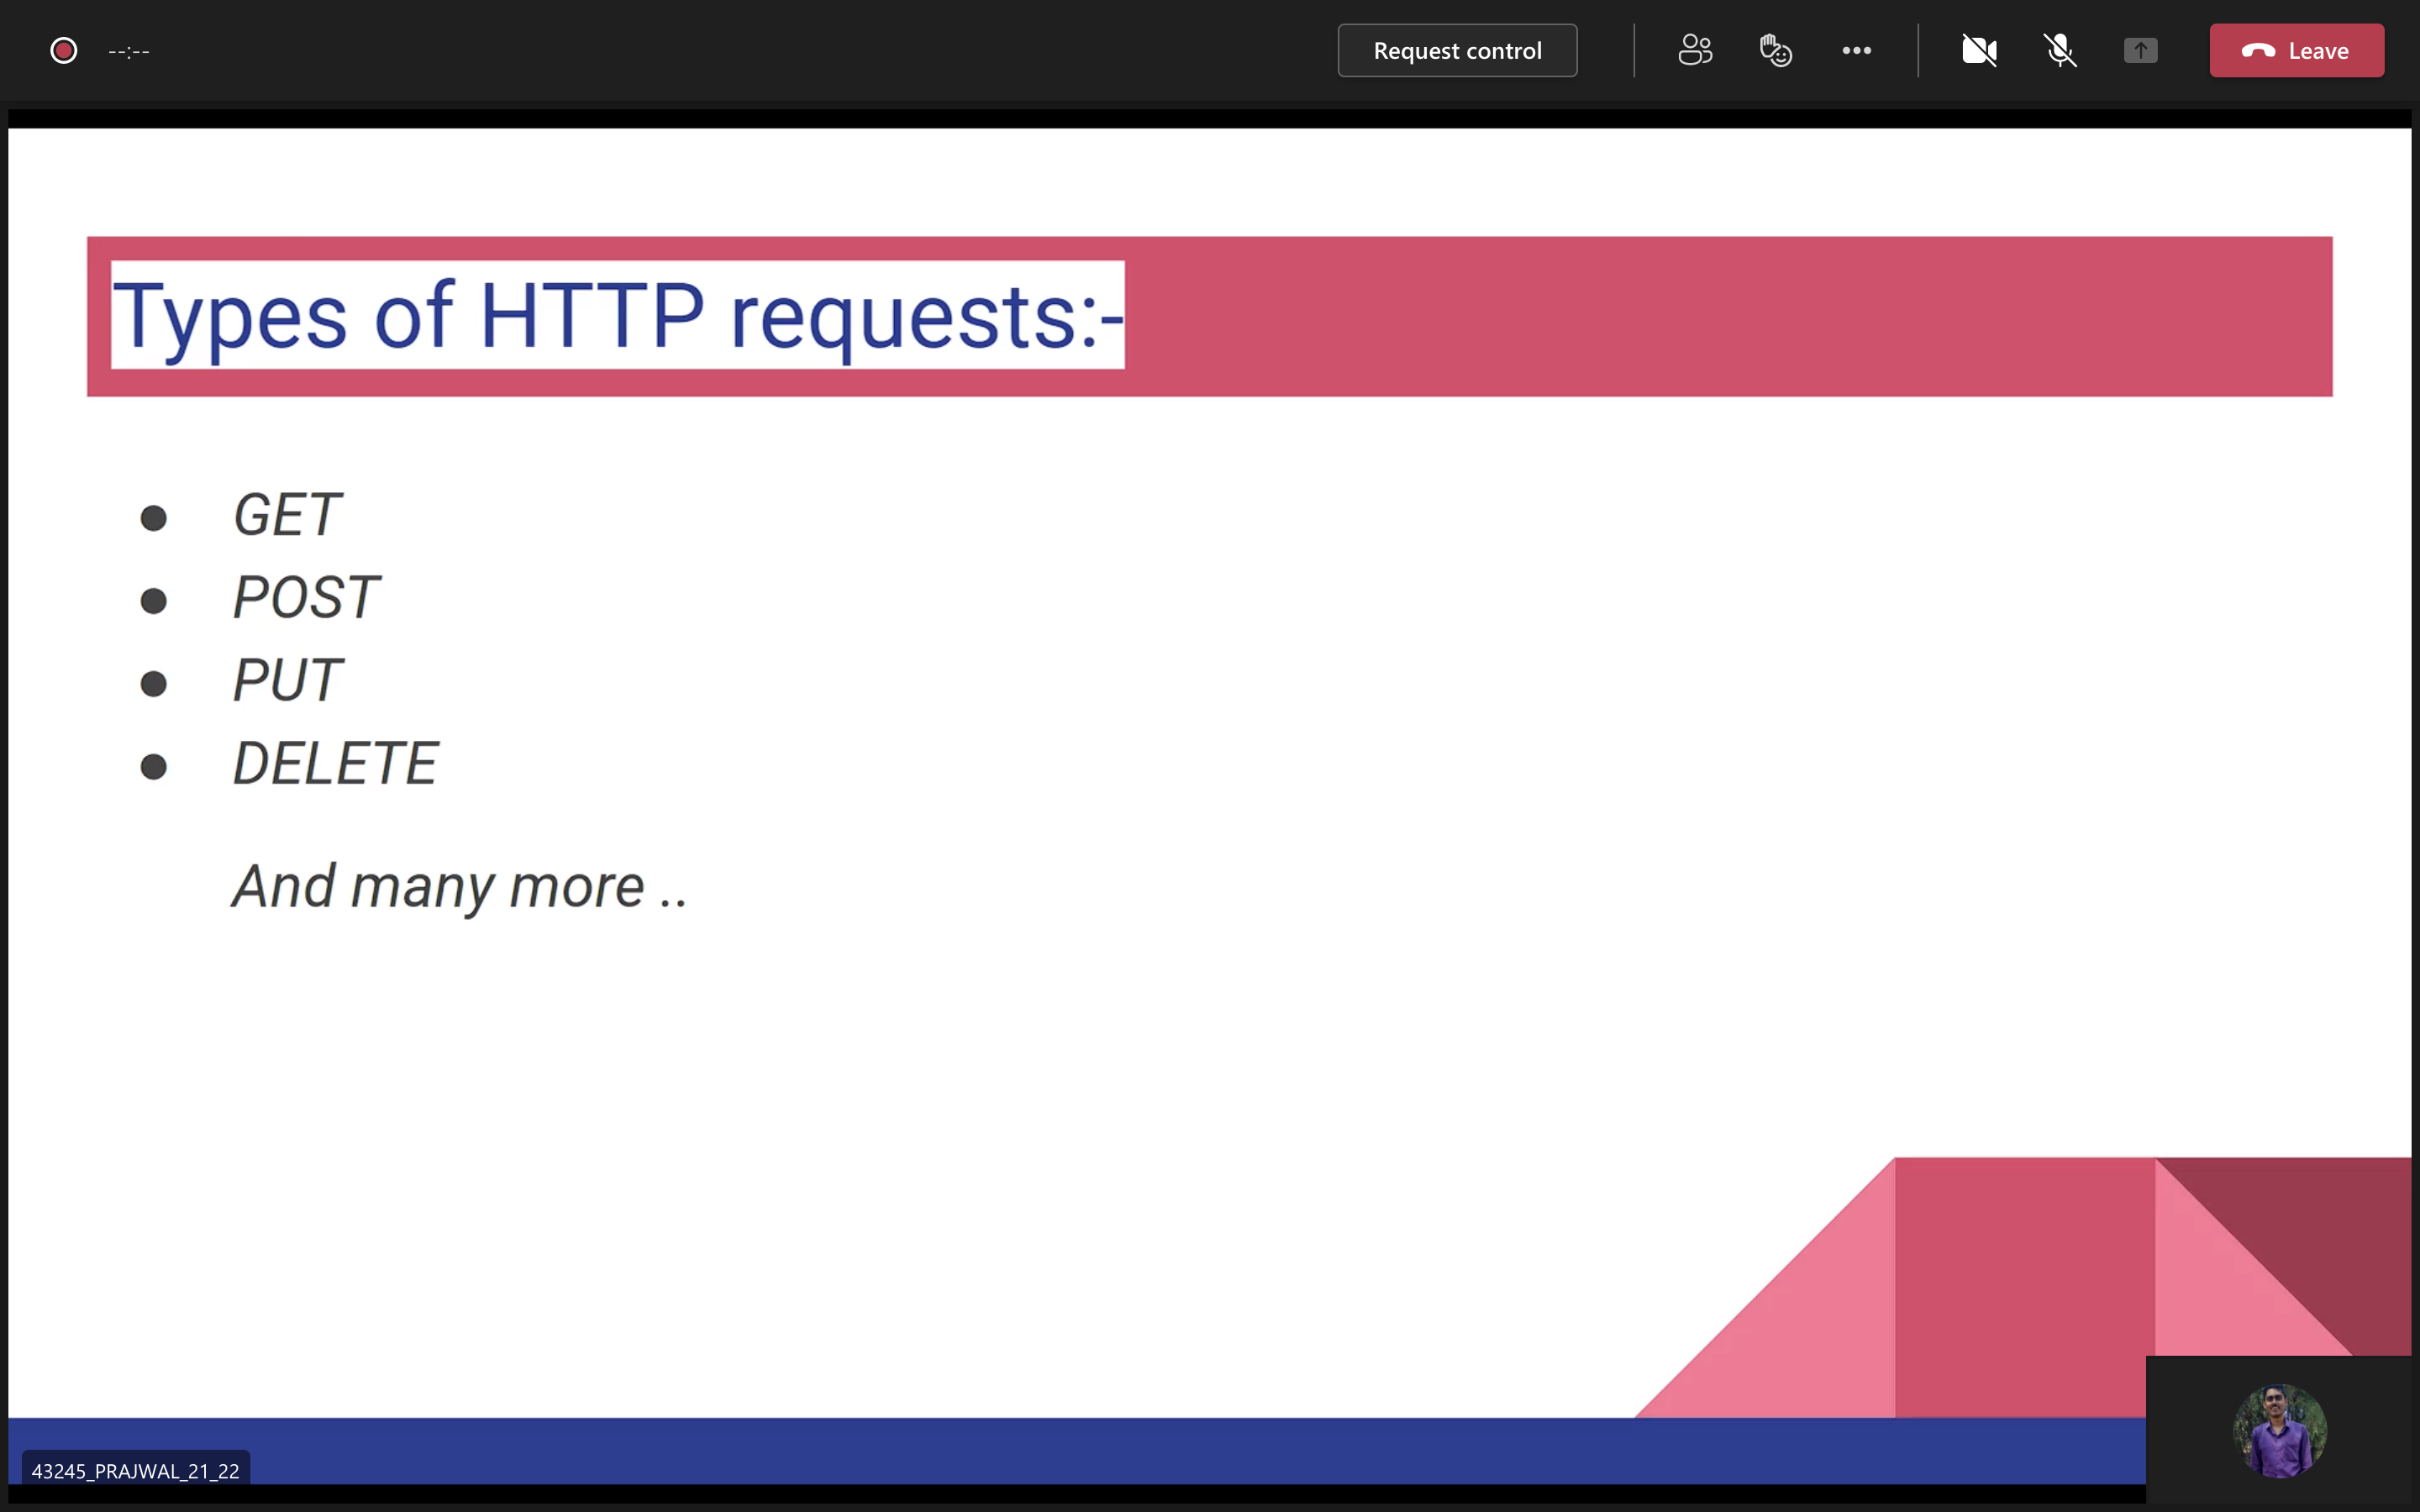 --:--
Request control
Leave
Types of HTTP requests:-
● GET
● POST
● PUT
● DELETE
And many more ..
43245_PRAJWAL_21_22